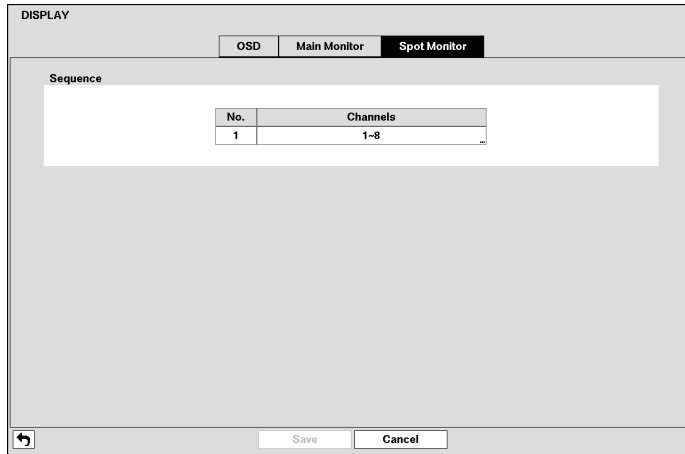 DISPLAY
OSD Main Monitor Spot Monitor
Sequence
No. Channels
1 1~8 ...
Save Cancel